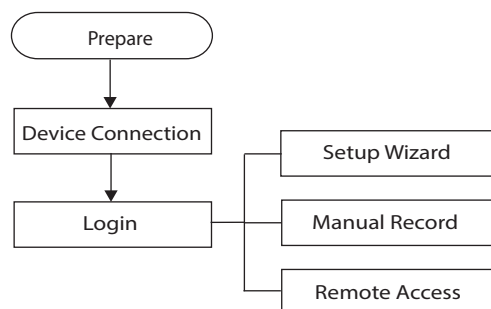 Prepare
Device Connection
Login
Setup Wizard
Manual Record
Remote Access